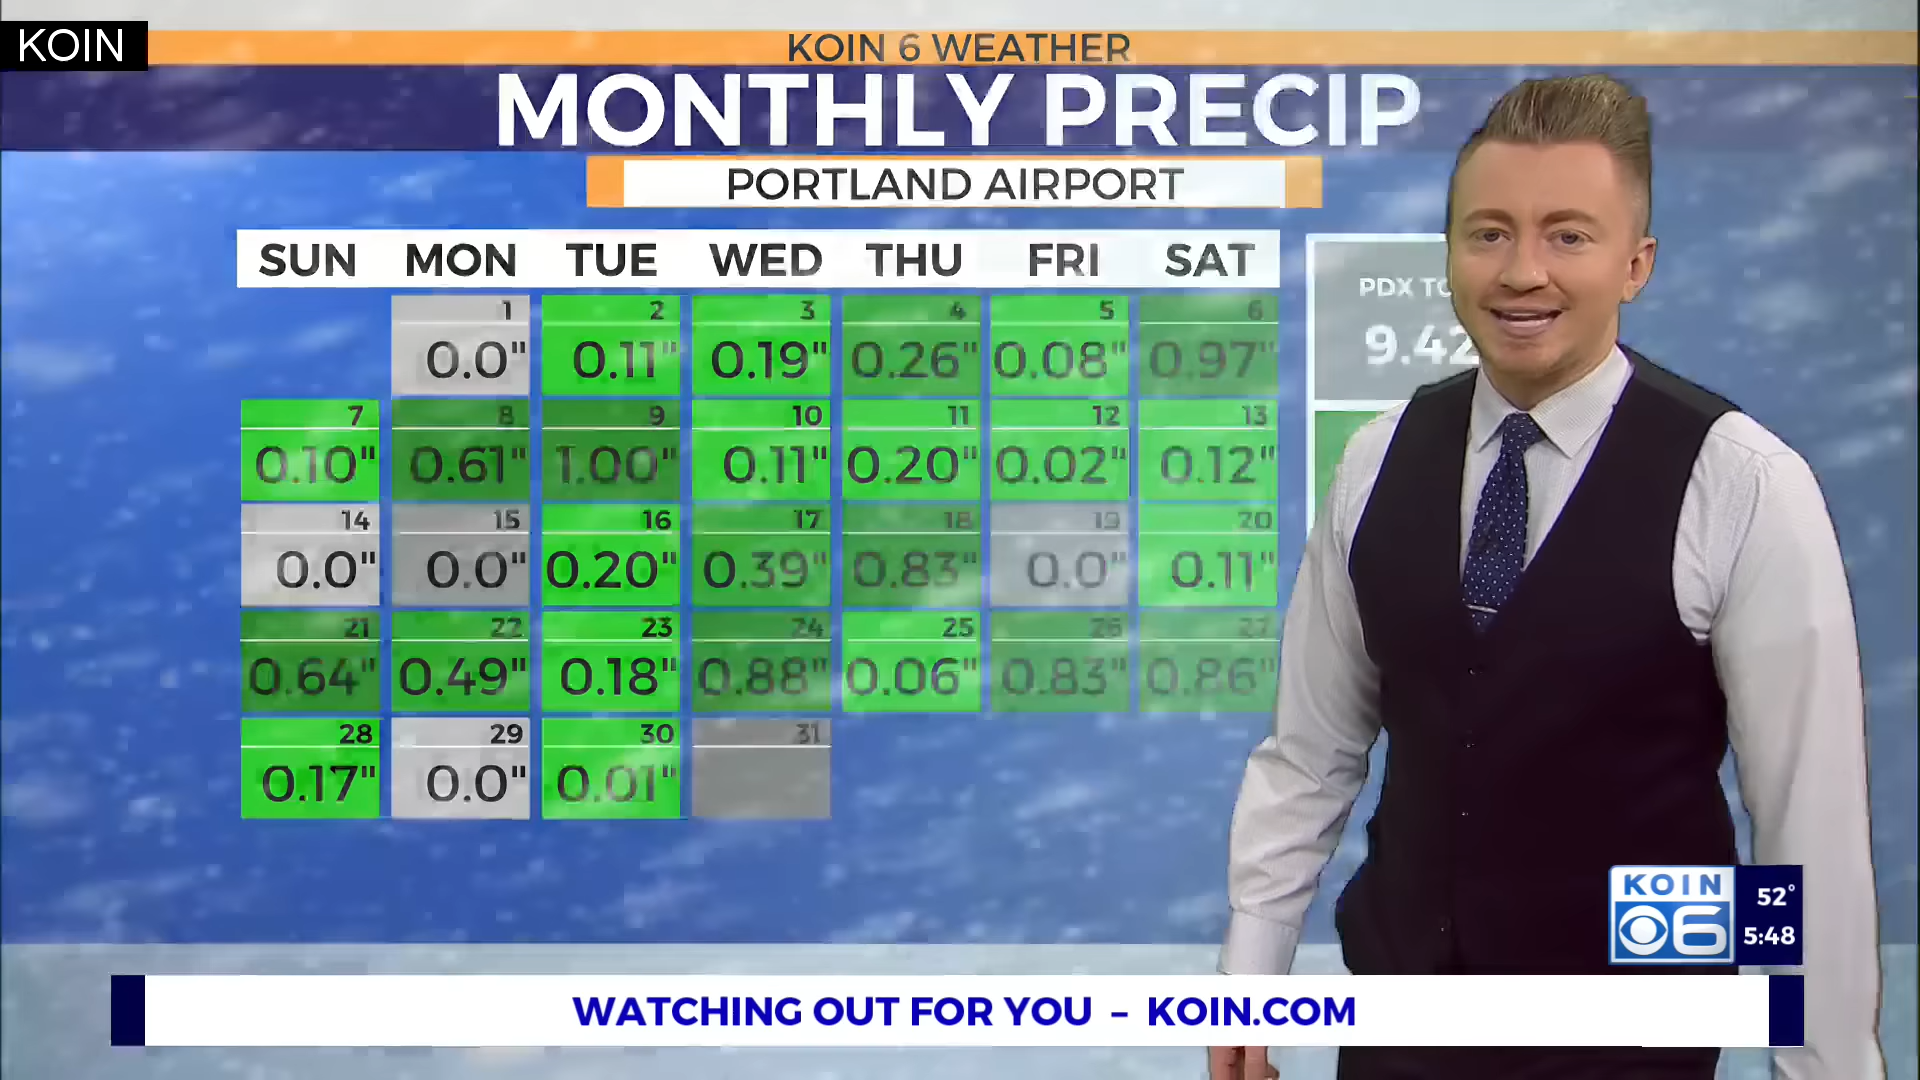 KOIN
KOIN 6 WEATHER
MONTHLY PRECIP
PORTLAND AIRPORT
SUN MON TUE WED THU FRI SAT
1 2 3 4 5 6
0.0" 0.11" 0.19" 0.26" 0.08" 0.97"
7 8 9 10 11 12 13
0.10" 0.61" 1.00" 0.11" 0.20" 0.02" 0.12"
14 15 16 17 18 19 20
0.0" 0.0" 0.20" 0.39" 0.83" 0.0" 0.11"
21 22 23 24 25 26 27
0.64" 0.49" 0.18" 0.88" 0.06" 0.83" 0.86"
28 29 30 31
0.17" 0.0" 0.01"
PDX
9.42
KOIN
6
52°
5:48
WATCHING OUT FOR YOU – KOIN.COM